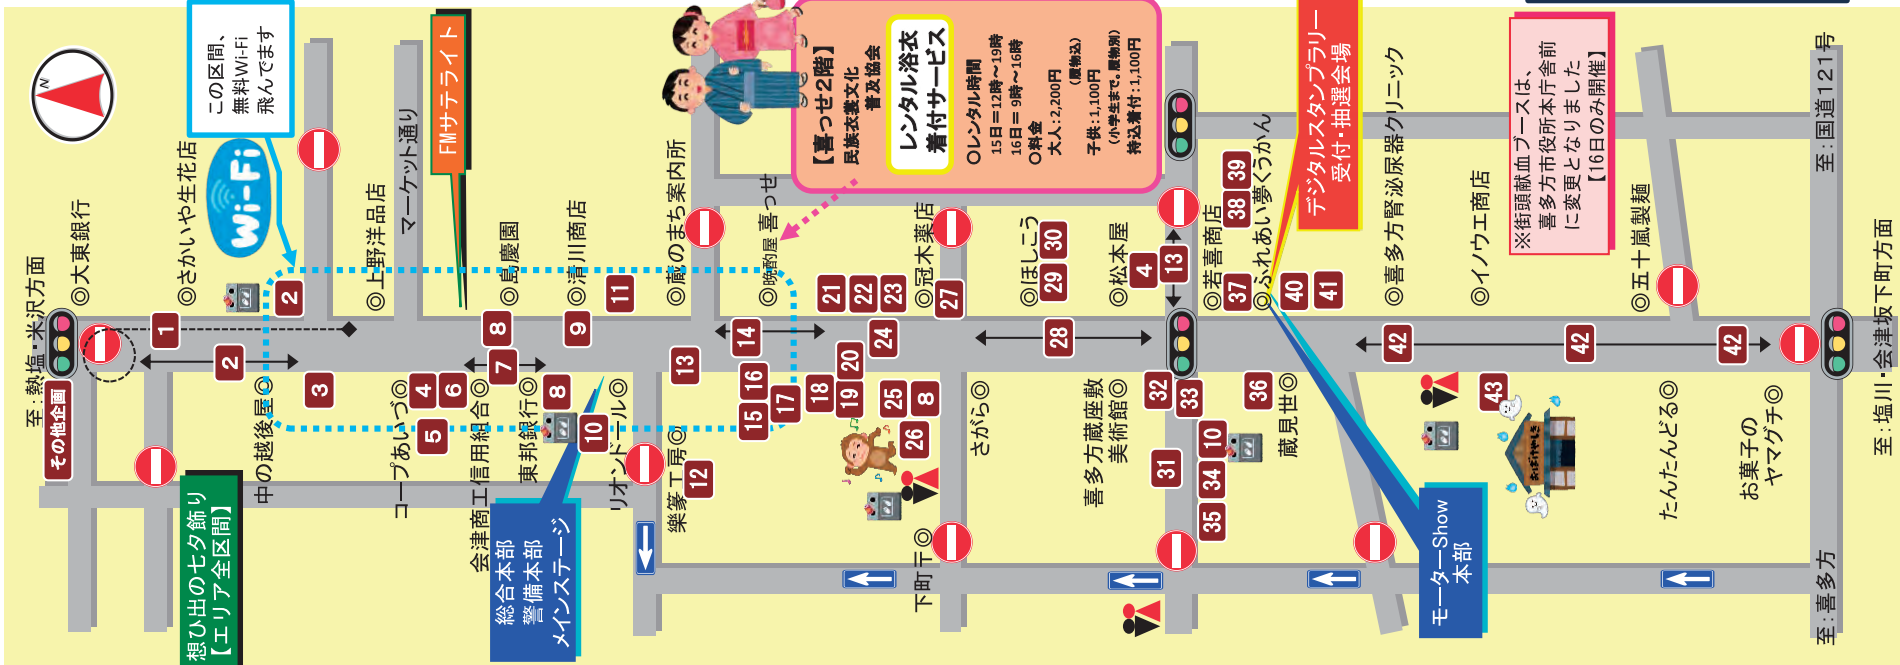 至：熱塩・米沢方面
その他企画
◎大東銀行
◎さかいや生花店
この区間、
無料Wi-Fi
飛んでます
Wi-Fi
N
◎上野洋品店
マーケット通り
FMサテライト
◎島慶園
◎清川商店
◎蔵のまち案内所
◎晩酌屋 喜っせ
【喜っせ2階】
民族衣裳文化
普及協会
レンタル浴衣
着付サービス
○レンタル時間
15日＝12時～19時
16日＝9時～16時
○料金
大人：2,200円
（履物込）
子供：1,100円
（小学生まで。履物別）
持込着付：1,100円
◎冠木薬店
◎ほしこう
◎松本屋
◎若喜商店
◎ふれあい夢くうかん
デジタルスタンプラリー
受付・抽選会場
◎喜多方腎泌尿器クリニック
◎イノウエ商店
※街頭献血ブースは、
喜多方市役所本庁舎前
に変更となりました
【16日のみ開催】
◎五十嵐製麺
至：国道121号
至：塩川・会津坂下町方面
至：喜多方
想ひ出の七夕飾り
【エリア全区間】
中の越後屋◎
コープあいづ◎
会津商工信用組合◎
東邦銀行◎
リオンドール◎
総合本部
警備本部
メインステージ
樂篆工房◎
下町〒◎
さがら◎
喜多方蔵座敷
美術館◎
蔵見世◎
モーターShow
本部
おばけやしき
たんたんどる◎
お菓子の
ヤマグチ◎
1
2
2
3
4
5
6
7
8
8
9
10
11
12
13
14
15
16
17
18
19
20
21
22
23
24
25
8
26
27
28
29
30
4
13
31
32
33
10
34
35
36
37
38
39
40
41
42
42
42
43